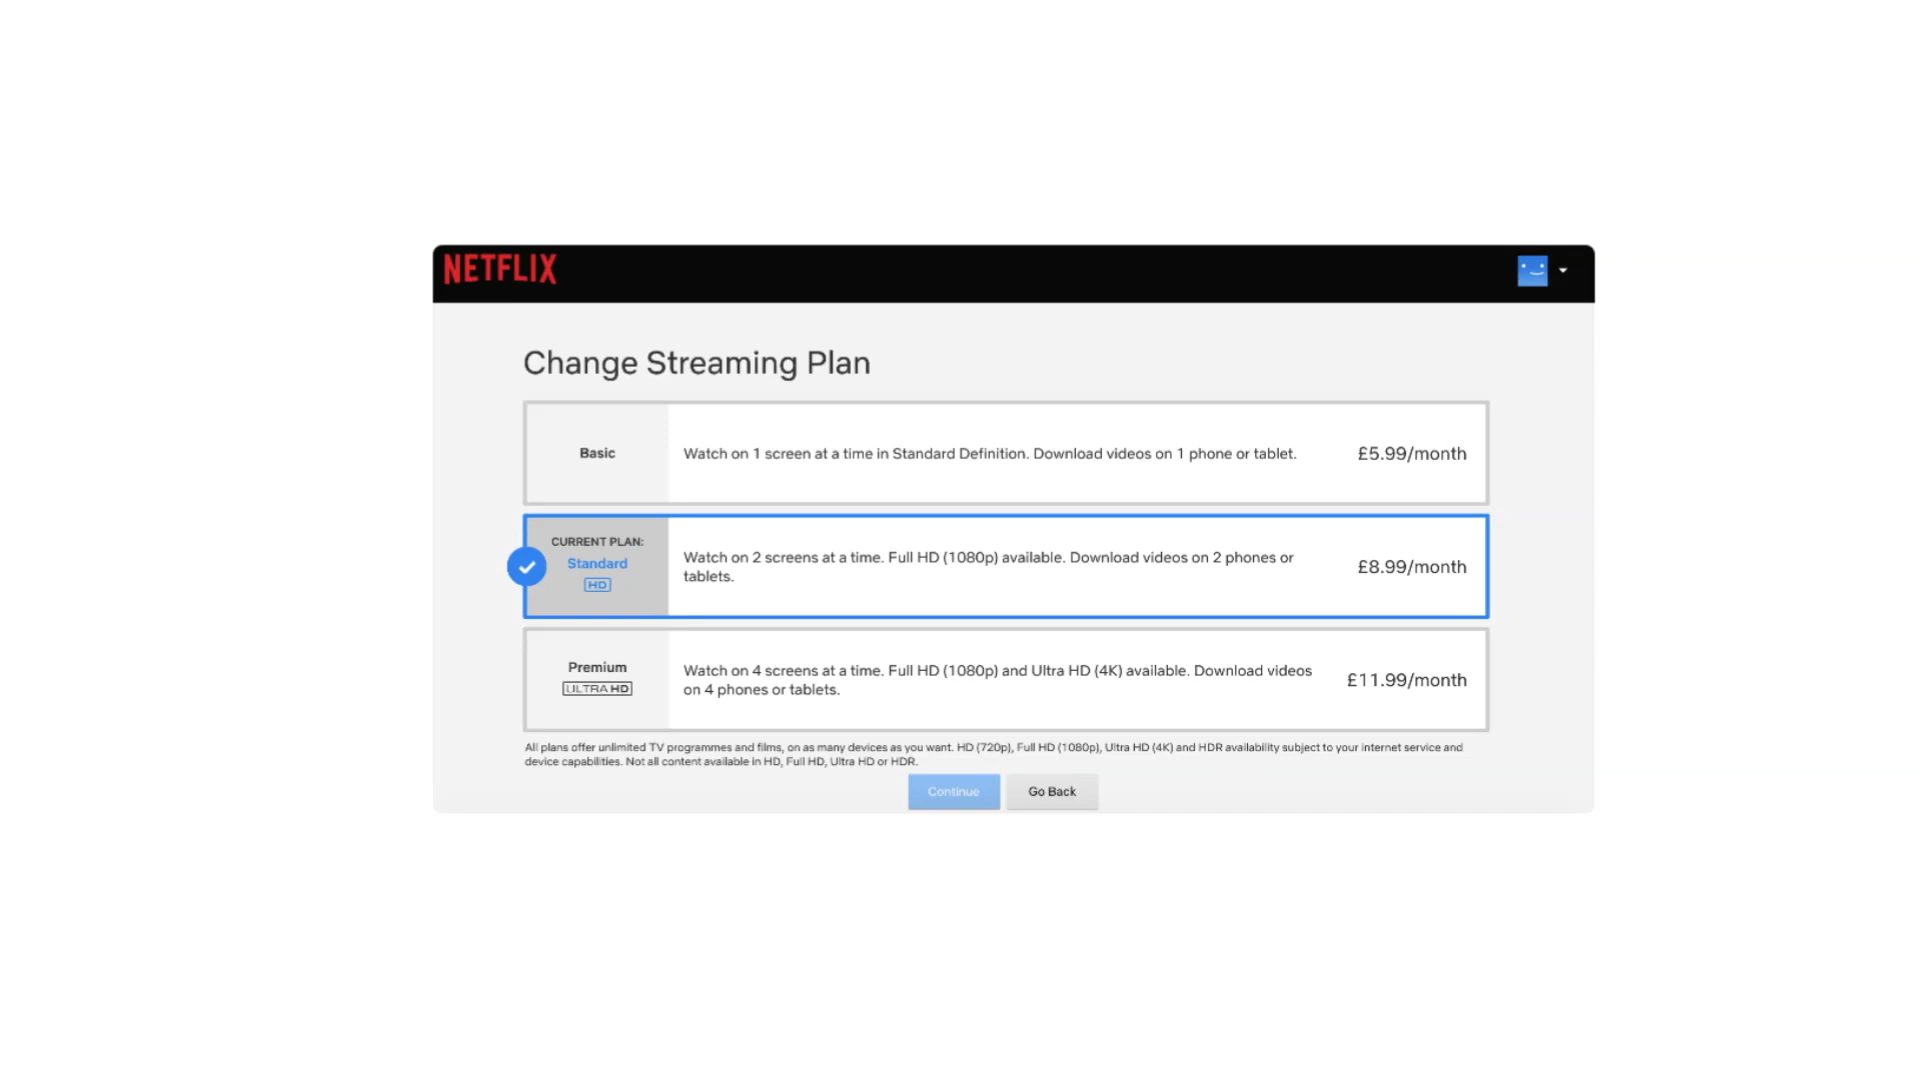 NETFLIX
Change Streaming Plan
Basic
Watch on 1 screen at a time in Standard Definition. Download videos on 1 phone or tablet.
£5.99/month
CURRENT PLAN:
Standard
HD
Watch on 2 screens at a time. Full HD (1080p) available. Download videos on 2 phones or
tablets.
£8.99/month
Premium
ULTRA HD
Watch on 4 screens at a time. Full HD (1080p) and Ultra HD (4K) available. Download videos
on 4 phones or tablets.
£11.99/month
All plans offer unlimited TV programmes and films, on as many devices as you want. HD (720p), Full HD (1080p), Ultra HD (4K) and HDR availability subject to your internet service and
device capabilities. Not all content available in HD, Full HD, Ultra HD or HDR.
Continue
Go Back